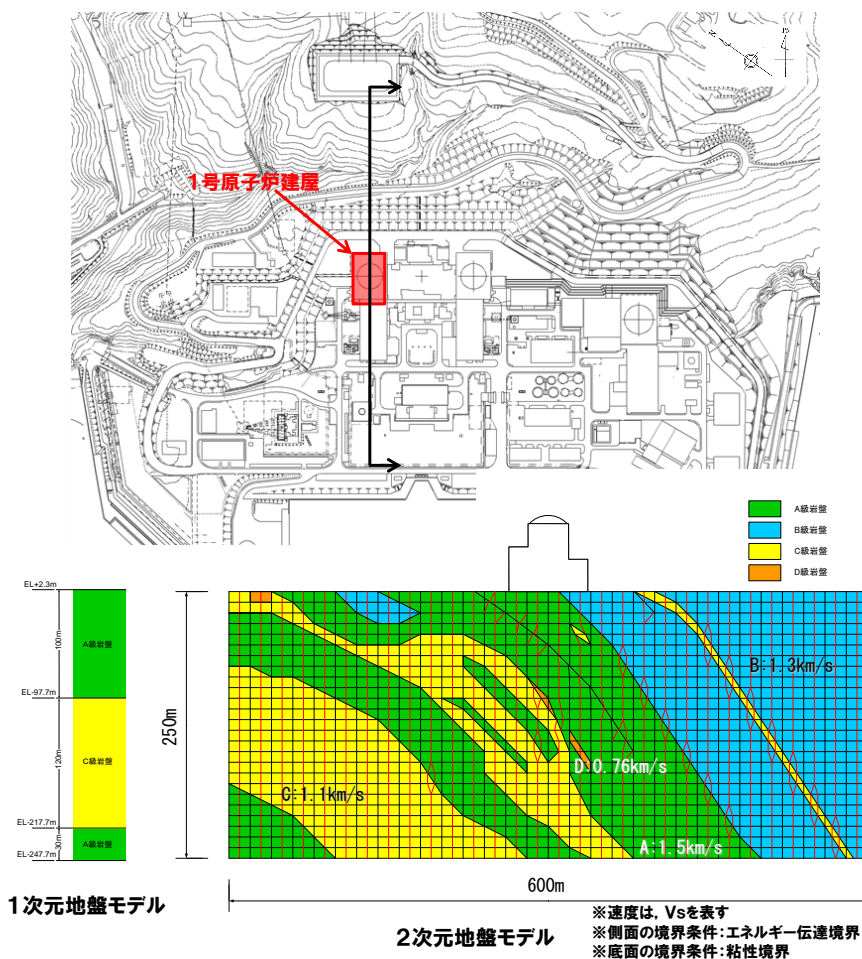 N
PN
1号原子炉建屋
A級岩盤
B級岩盤
C級岩盤
D級岩盤
EL+2.3m
100m
A級岩盤
EL-97.7m
120m
C級岩盤
EL-217.7m
30m
A級岩盤
EL-247.7m
250m
B:1.3km/s
D:0.76km/s
C:1.1km/s
A:1.5km/s
600m
1次元地盤モデル
2次元地盤モデル
※速度は，Vsを表す
※側面の境界条件:エネルギー伝達境界
※底面の境界条件:粘性境界